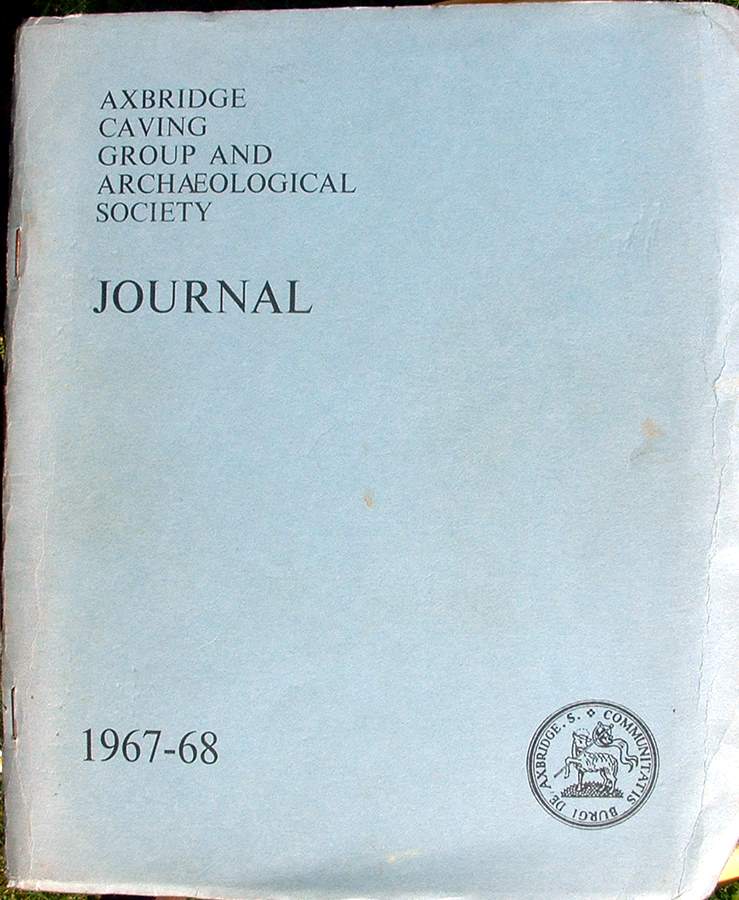 AXBRIDGE
CAVING
GROUP AND
ARCHÆOLOGICAL
SOCIETY
JOURNAL
1967-68
S. COMMUNITATIS BURGI DE AXBRIDGE.